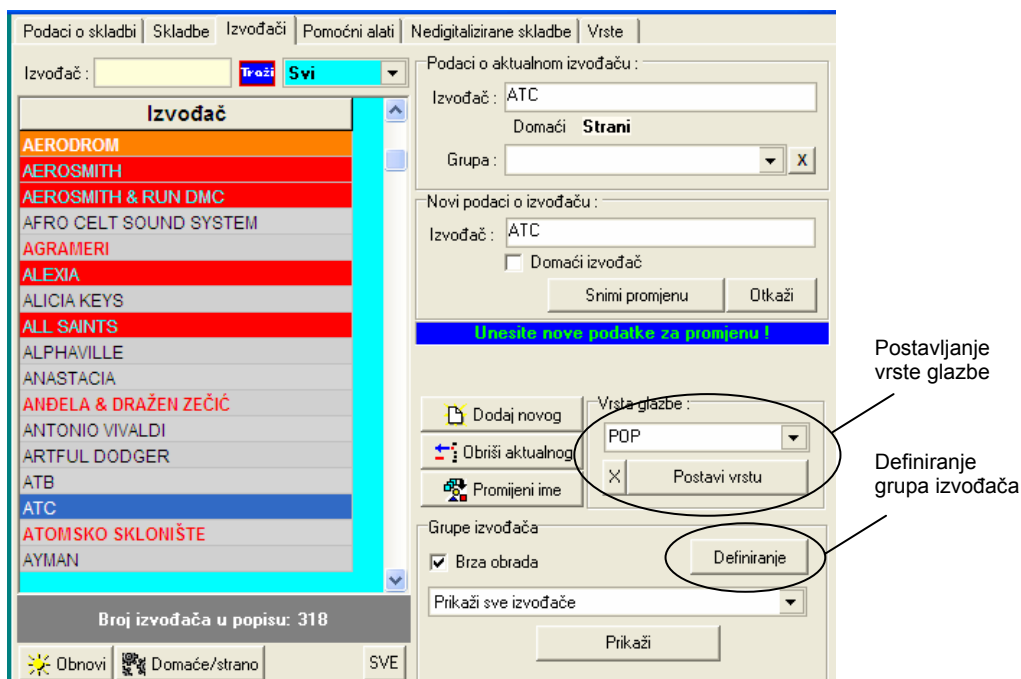 Podaci o skladbi Skladbe Izvođači Pomoćni alati Nedigitalizirane skladbe Vrste
Izvođač : Traži Svi
Izvođač
AERODROM
AEROSMITH
AEROSMITH & RUN DMC
AFRO CELT SOUND SYSTEM
AGRAMERI
ALEXIA
ALICIA KEYS
ALL SAINTS
ALPHAVILLE
ANASTACIA
ANĐELA & DRAŽEN ZEČIĆ
ANTONIO VIVALDI
ARTFUL DODGER
ATB
ATC
ATOMSKO SKLONIŠTE
AYMAN
Broj izvođača u popisu: 318
Obnovi Domaće/strano SVE
Podaci o aktualnom izvođaču :
Izvođač : ATC
Domaći Strani
Grupa : X
Novi podaci o izvođaču :
Izvođač : ATC
Domaći izvođač
Snimi promjenu Otkaži
Unesite nove podatke za promjenu !
Dodaj novog
Obriši aktualnog
Promijeni ime
Vrsta glazbe :
POP
X Postavi vrstu
Grupe izvođača
Brza obrada Definiranje
Prikaži sve izvođače
Prikaži
Postavljanje
vrste glazbe
Definiranje
grupa izvođača